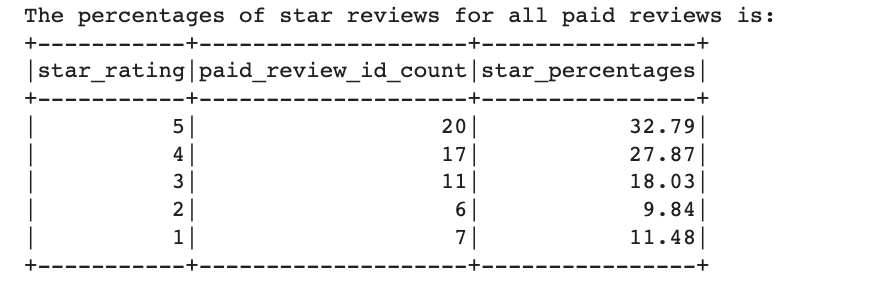 The percentages of star reviews for all paid reviews is:
+-----------+--------------------+----------------+
|star_rating|paid_review_id_count|star_percentages|
+-----------+--------------------+----------------+
|          5|                  20|           32.79|
|          4|                  17|           27.87|
|          3|                  11|           18.03|
|          2|                   6|            9.84|
|          1|                   7|           11.48|
+-----------+--------------------+----------------+